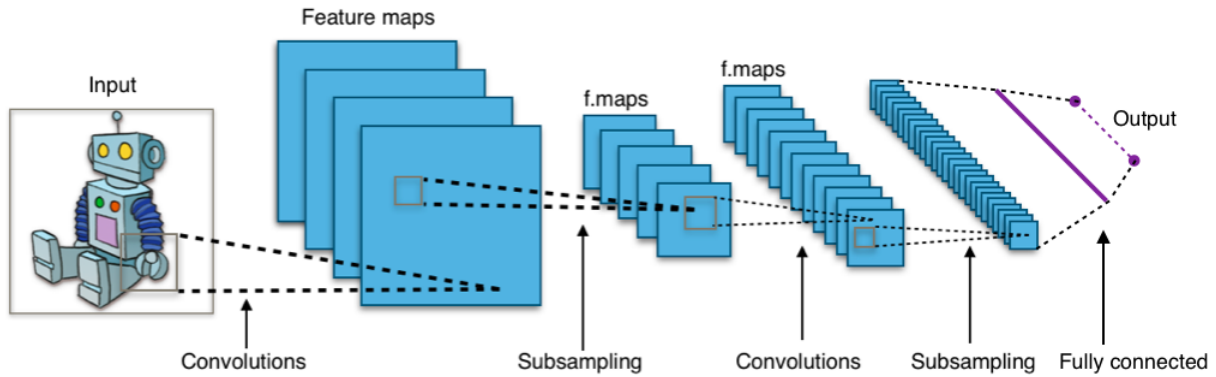 Feature maps
Input
f.maps
f.maps
Output
Convolutions
Subsampling
Convolutions
Subsampling
Fully connected